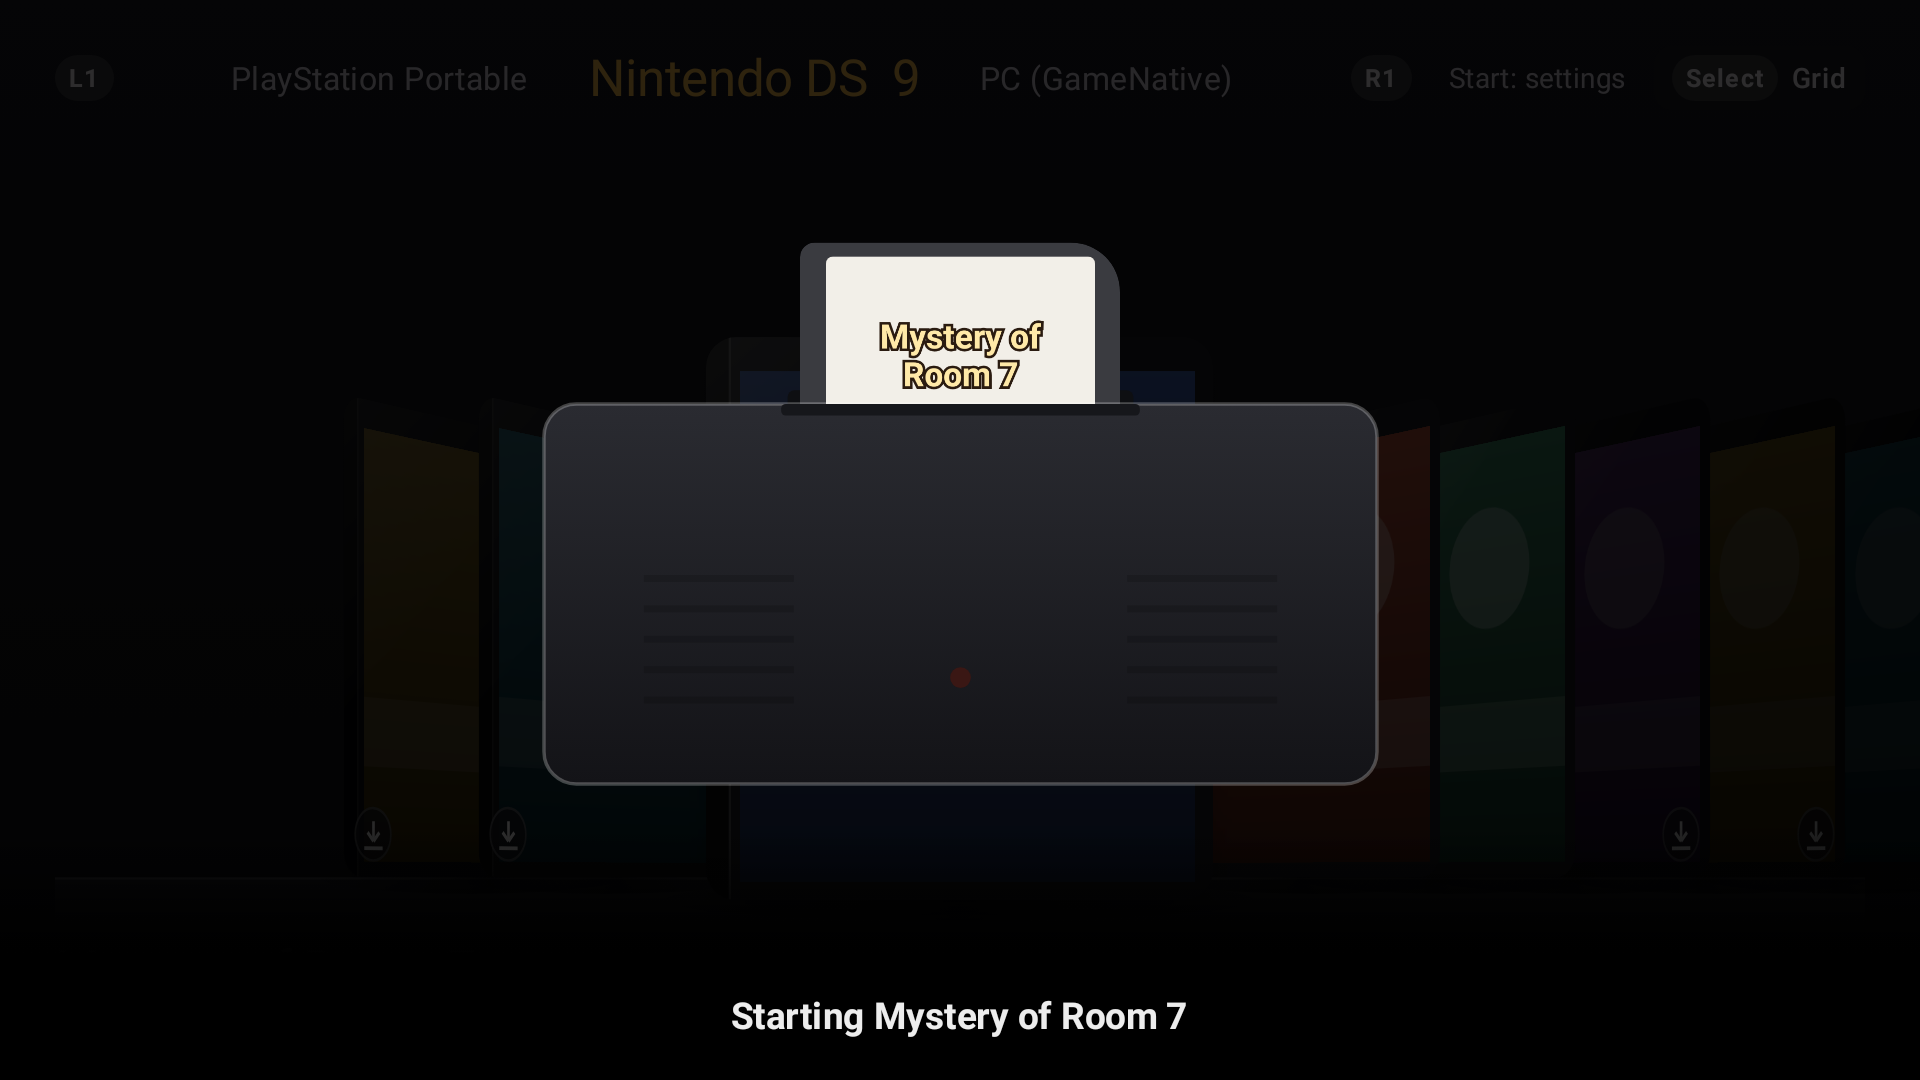 L1 PlayStation Portable Nintendo DS 9 PC (GameNative) R1 Start: settings Select Grid
Mystery of
Room 7
Starting Mystery of Room 7